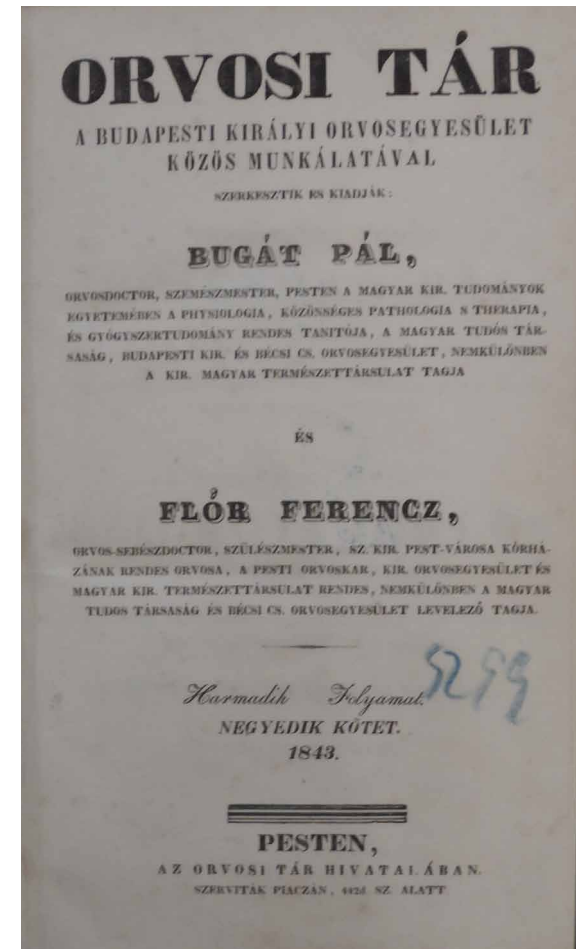 ORVOSI TÁR
A BUDAPESTI KIRÁLYI ORVOSEGYESÜLET
KÖZÖS MUNKÁLATÁVAL
SZERKESZTIK ES KIADJÁK:
BUGÁT PÁL,
ORVOSDOCTOR, SZEMÉSZMESTER, PESTEN A MAGYAR KIR. TUDOMÁNYOK
EGYETEMÉBEN A PHYSIOLOGIA, KÖZÖNSÉGES PATHOLOGIA S THERAPIA,
ÉS GYÓGYSZERTUDOMÁNY RENDES TANITÓJA, A MAGYAR TUDÓS TÁR-
SASÁG, BUDAPESTI KIR. ÉS BÉCSI CS. ORVOSEGYESÜLET, NEMKÜLÖNBEN
A KIR. MAGYAR TERMÉSZETTÁRSULAT TAGJA
ÉS
FLÓR FERENCZ,
ORVOS-SEBÉSZDOCTOR, SZÜLÉSZMESTER, SZ. KIR. PEST-VÁROSA KÓRHÁ-
ZÁNAK RENDES ORVOSA, A PESTI ORVOSKAR, KIR. ORVOSEGYESÜLET ÉS
MAGYAR KIR. TERMÉSZETTÁRSULAT RENDES, NEMKÜLÖNBEN A MAGYAR
TUDOS TÁRSASÁG ÉS BÉCSI CS. ORVOSEGYESÜLET LEVELEZŐ TAGJA.
Harmadik Folyamat.
NEGYEDIK KÖTET.
1843.
PESTEN,
AZ ORVOSI TÁR HIVATALÁBAN.
SZERVITÁK PIACZÁN, SZ. ALATT